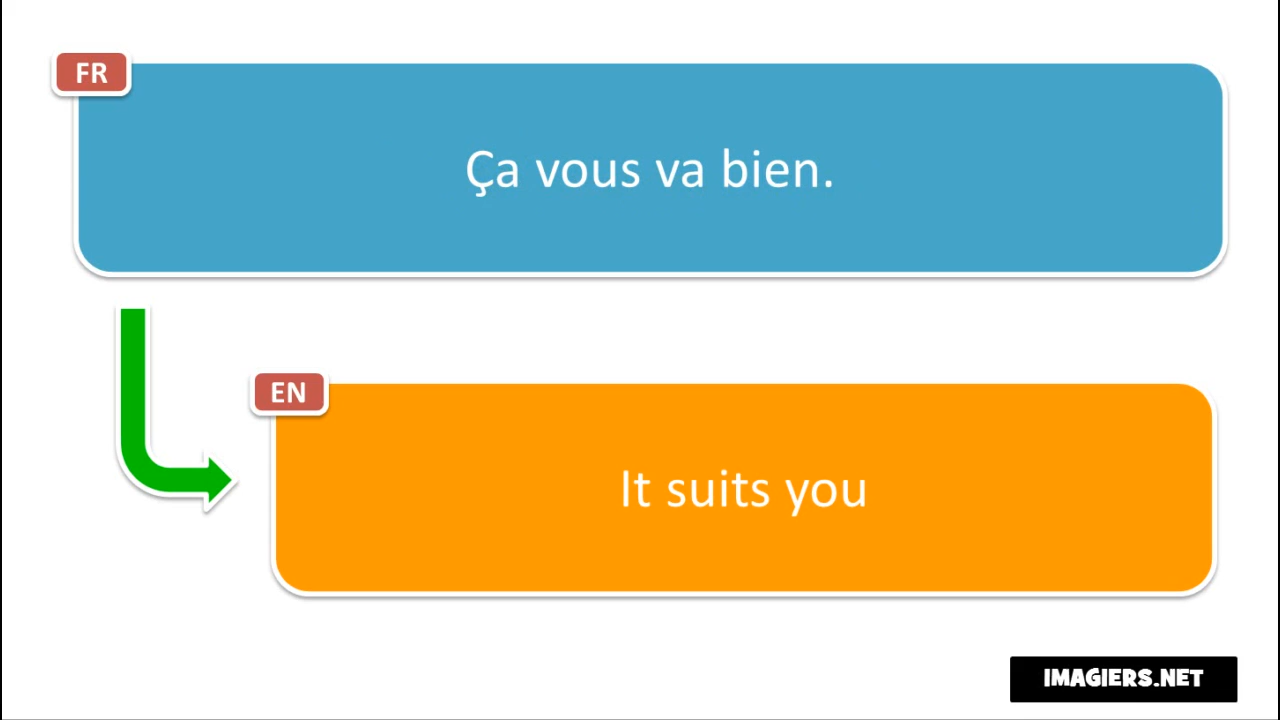 FR
Ça vous va bien.
EN
It suits you
IMAGIERS.NET